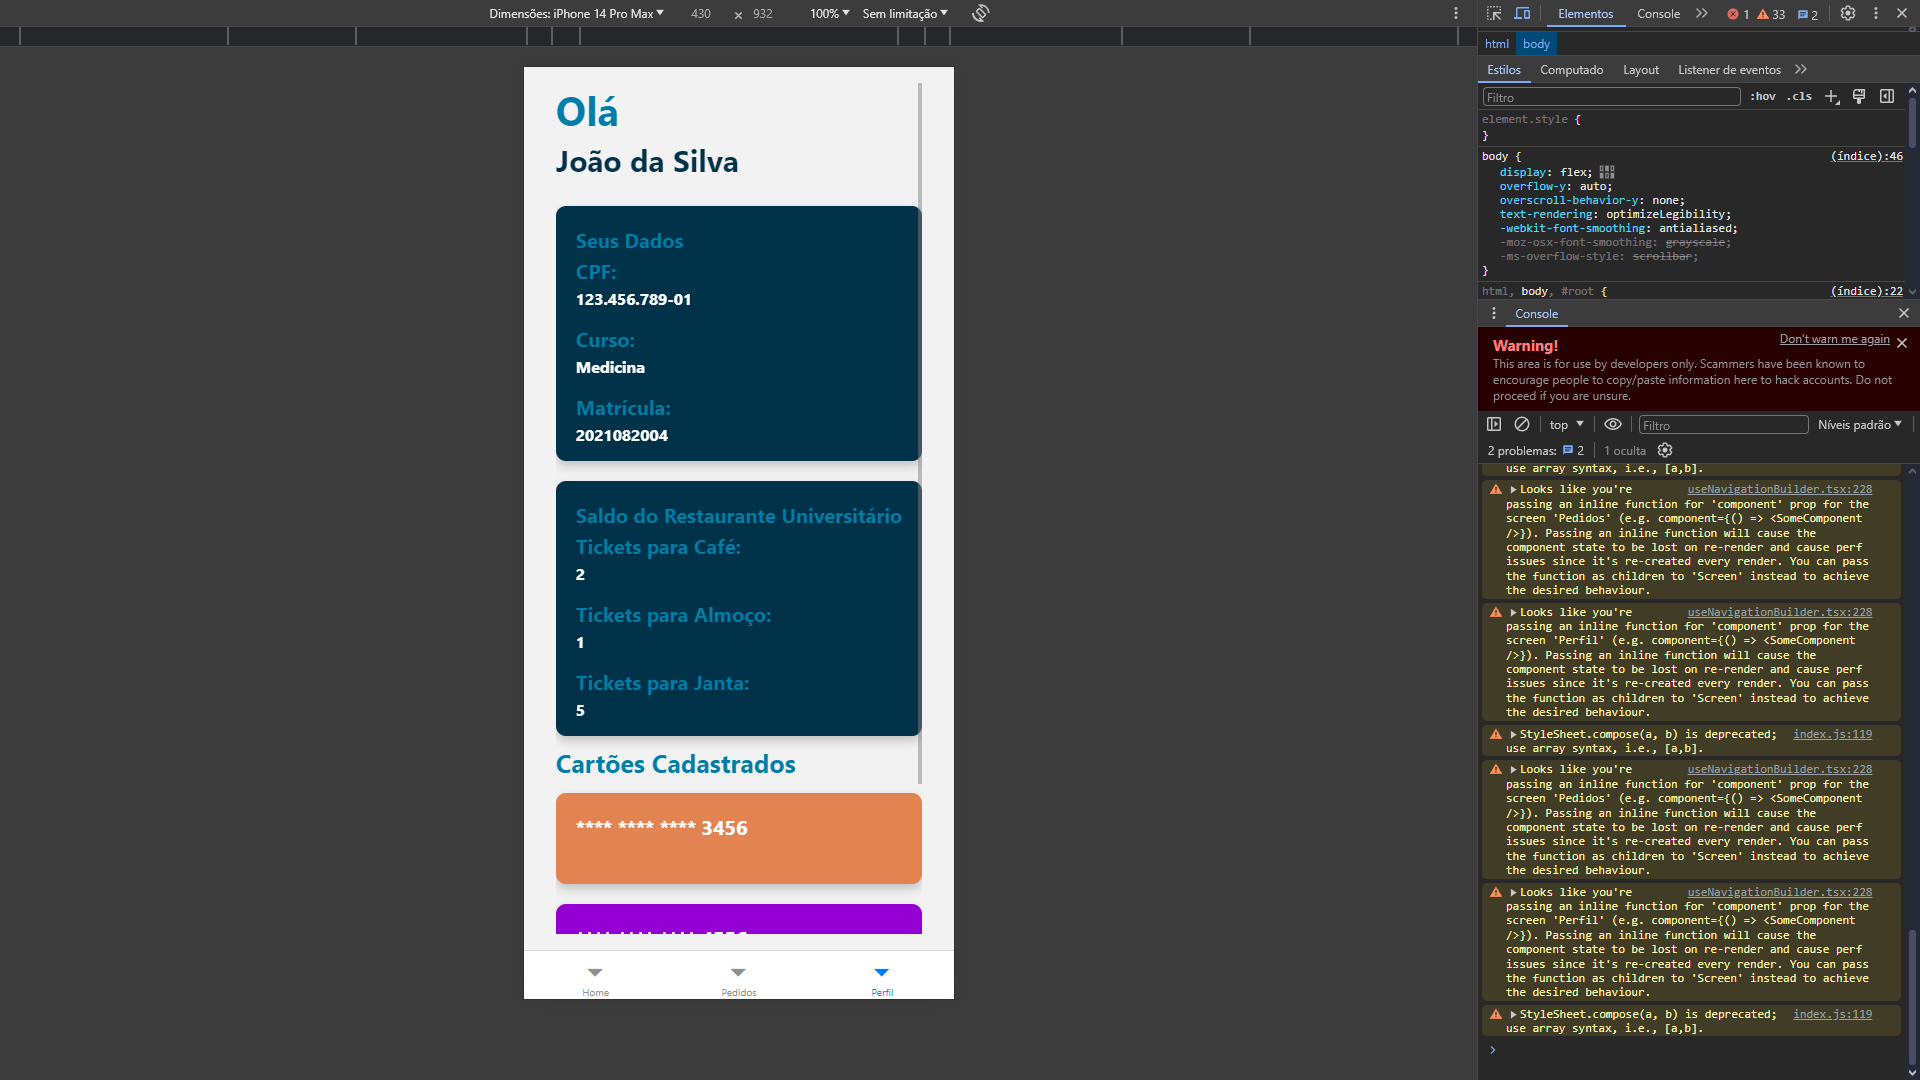 Dimensões: iPhone 14 Pro Max 430 × 932 100% Sem limitação
Olá
João da Silva
Seus Dados
CPF:
123.456.789-01
Curso:
Medicina
Matrícula:
2021082004
Saldo do Restaurante Universitário
Tickets para Café:
2
Tickets para Almoço:
1
Tickets para Janta:
5
Cartões Cadastrados
**** **** **** 3456
Home Pedidos Perfil
Elementos Console 1 33 2
html body
Estilos Computado Layout Listener de eventos
Filtro :hov .cls
element.style {
}
body { (índice):46
display: flex;
overflow-y: auto;
overscroll-behavior-y: none;
text-rendering: optimizeLegibility;
-webkit-font-smoothing: antialiased;
-moz-osx-font-smoothing: grayscale;
-ms-overflow-style: scrollbar;
}
html, body, #root { (índice):22
Console
Warning! Don't warn me again
This area is for use by developers only. Scammers have been known to
encourage people to copy/paste information here to hack accounts. Do not
proceed if you are unsure.
top Filtro Níveis padrão
2 problemas: 2 1 oculta
use array syntax, i.e., [a,b].
Looks like you're useNavigationBuilder.tsx:228
passing an inline function for 'component' prop for the
screen 'Pedidos' (e.g. component={() => <SomeComponent
/>}). Passing an inline function will cause the
component state to be lost on re-render and cause perf
issues since it's re-created every render. You can pass
the function as children to 'Screen' instead to achieve
the desired behaviour.
Looks like you're useNavigationBuilder.tsx:228
passing an inline function for 'component' prop for the
screen 'Perfil' (e.g. component={() => <SomeComponent
/>}). Passing an inline function will cause the
component state to be lost on re-render and cause perf
issues since it's re-created every render. You can pass
the function as children to 'Screen' instead to achieve
the desired behaviour.
StyleSheet.compose(a, b) is deprecated; index.js:119
use array syntax, i.e., [a,b].
Looks like you're useNavigationBuilder.tsx:228
passing an inline function for 'component' prop for the
screen 'Pedidos' (e.g. component={() => <SomeComponent
/>}). Passing an inline function will cause the
component state to be lost on re-render and cause perf
issues since it's re-created every render. You can pass
the function as children to 'Screen' instead to achieve
the desired behaviour.
Looks like you're useNavigationBuilder.tsx:228
passing an inline function for 'component' prop for the
screen 'Perfil' (e.g. component={() => <SomeComponent
/>}). Passing an inline function will cause the
component state to be lost on re-render and cause perf
issues since it's re-created every render. You can pass
the function as children to 'Screen' instead to achieve
the desired behaviour.
StyleSheet.compose(a, b) is deprecated; index.js:119
use array syntax, i.e., [a,b].